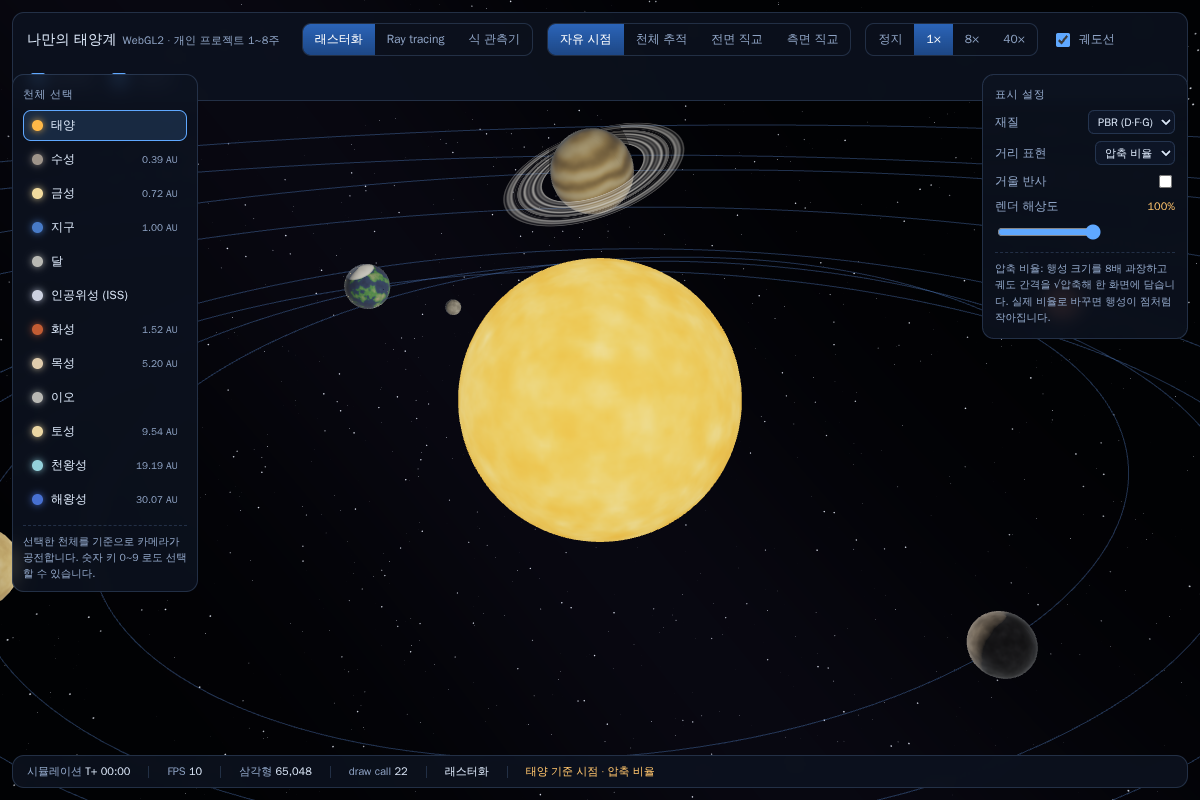 나만의 태양계 WebGL2 · 개인 프로젝트 1~8주 래스터화 Ray tracing 식 관측기 자유 시점 천체 추적 전면 직교 측면 직교 정지 1× 8× 40× 궤도선
천체 선택
태양
수성 0.39 AU
금성 0.72 AU
지구 1.00 AU
달
인공위성 (ISS)
화성 1.52 AU
목성 5.20 AU
이오
토성 9.54 AU
천왕성 19.19 AU
해왕성 30.07 AU
선택한 천체를 기준으로 카메라가
공전합니다. 숫자 키 0~9 로도 선택
할 수 있습니다.
표시 설정
재질 PBR (D·F·G)
거리 표현 압축 비율
거울 반사
렌더 해상도 100%
압축 비율: 행성 크기를 8배 과장하고
궤도 간격을 √압축해 한 화면에 담습니
다. 실제 비율로 바꾸면 행성이 점처럼
작아집니다.
시뮬레이션 T+ 00:00 FPS 10 삼각형 65,048 draw call 22 래스터화 태양 기준 시점 · 압축 비율